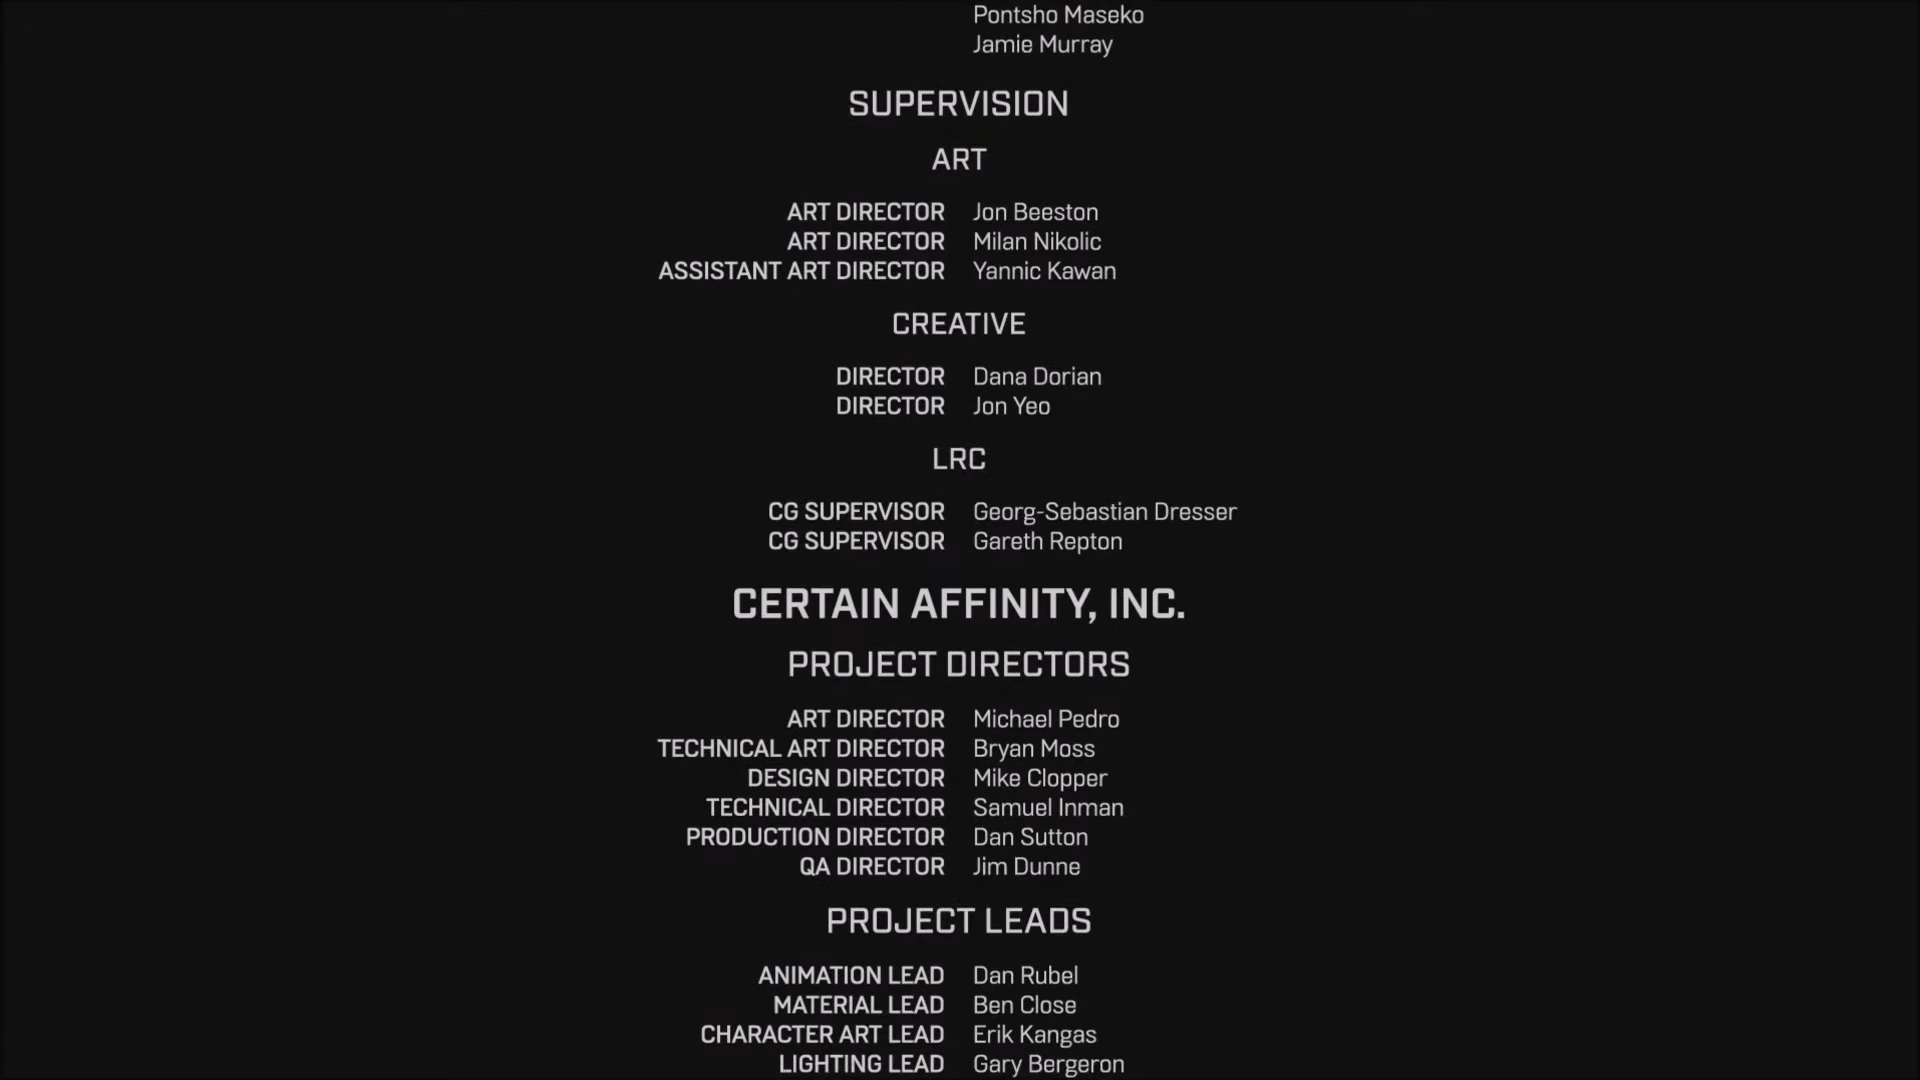 Pontsho Maseko
Jamie Murray
SUPERVISION
ART
ART DIRECTOR Jon Beeston
ART DIRECTOR Milan Nikolic
ASSISTANT ART DIRECTOR Yannic Kawan
CREATIVE
DIRECTOR Dana Dorian
DIRECTOR Jon Yeo
LRC
CG SUPERVISOR Georg-Sebastian Dresser
CG SUPERVISOR Gareth Repton
CERTAIN AFFINITY, INC.
PROJECT DIRECTORS
ART DIRECTOR Michael Pedro
TECHNICAL ART DIRECTOR Bryan Moss
DESIGN DIRECTOR Mike Clopper
TECHNICAL DIRECTOR Samuel Inman
PRODUCTION DIRECTOR Dan Sutton
QA DIRECTOR Jim Dunne
PROJECT LEADS
ANIMATION LEAD Dan Rubel
MATERIAL LEAD Ben Close
CHARACTER ART LEAD Erik Kangas
LIGHTING LEAD Gary Bergeron